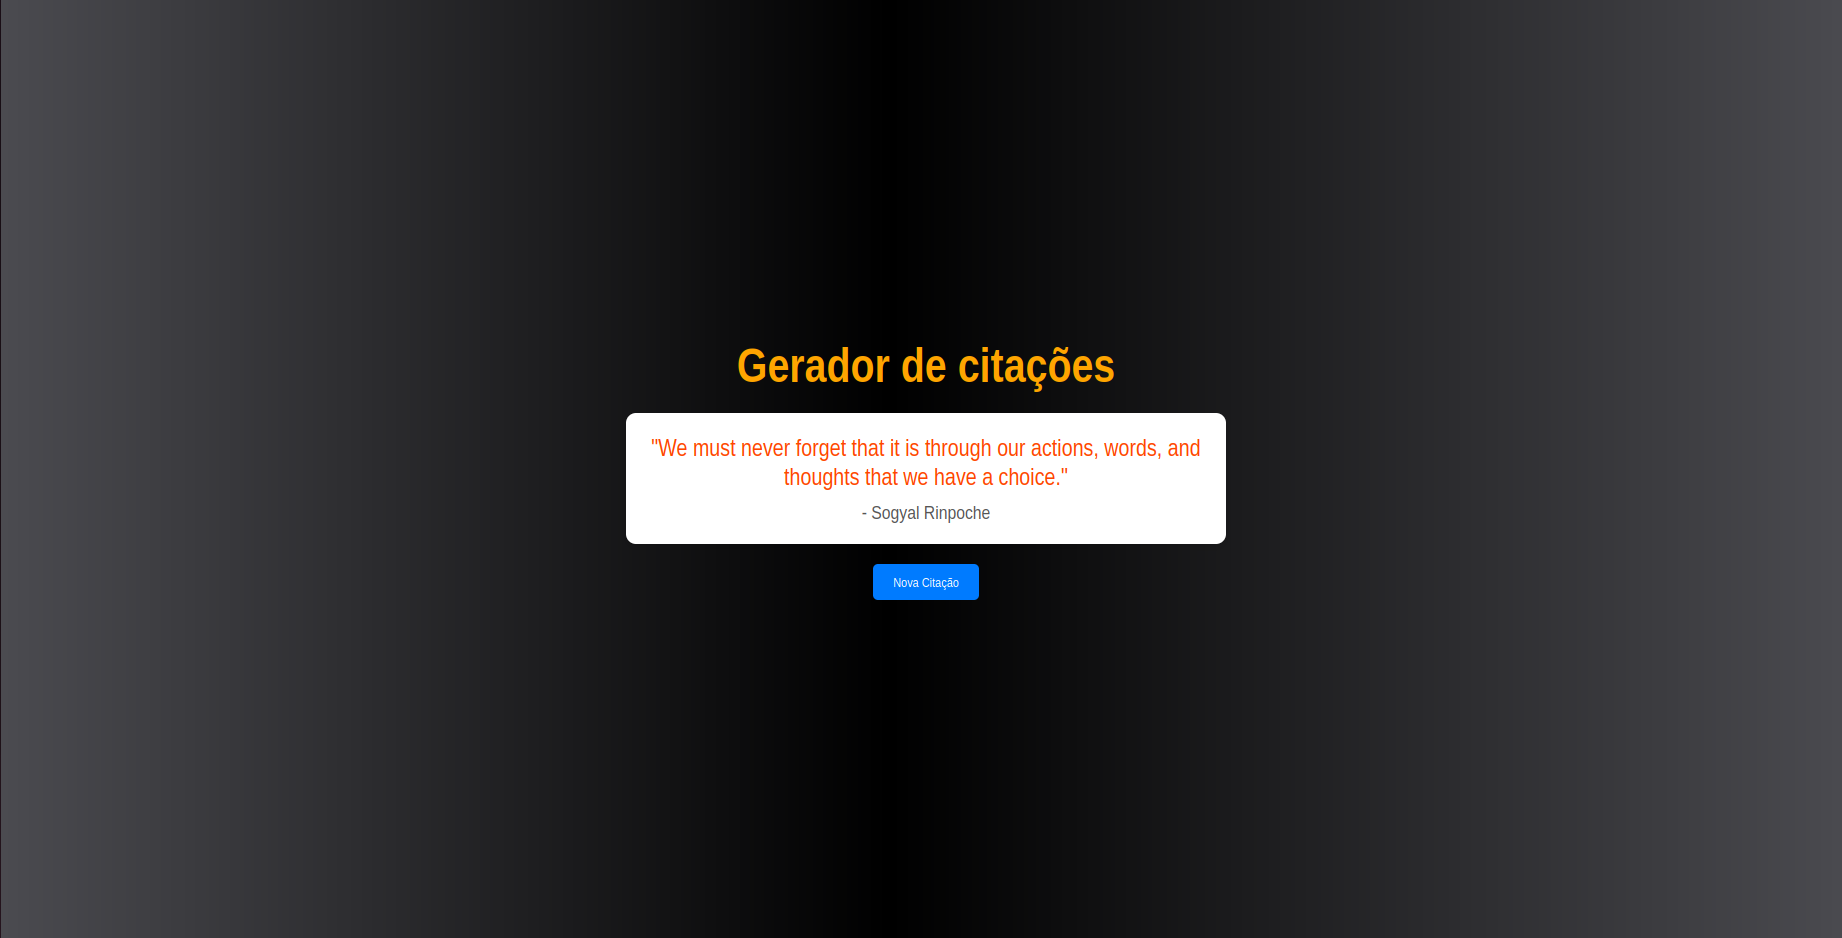 Gerador de citações
"We must never forget that it is through our actions, words, and
thoughts that we have a choice."
- Sogyal Rinpoche
Nova Citação